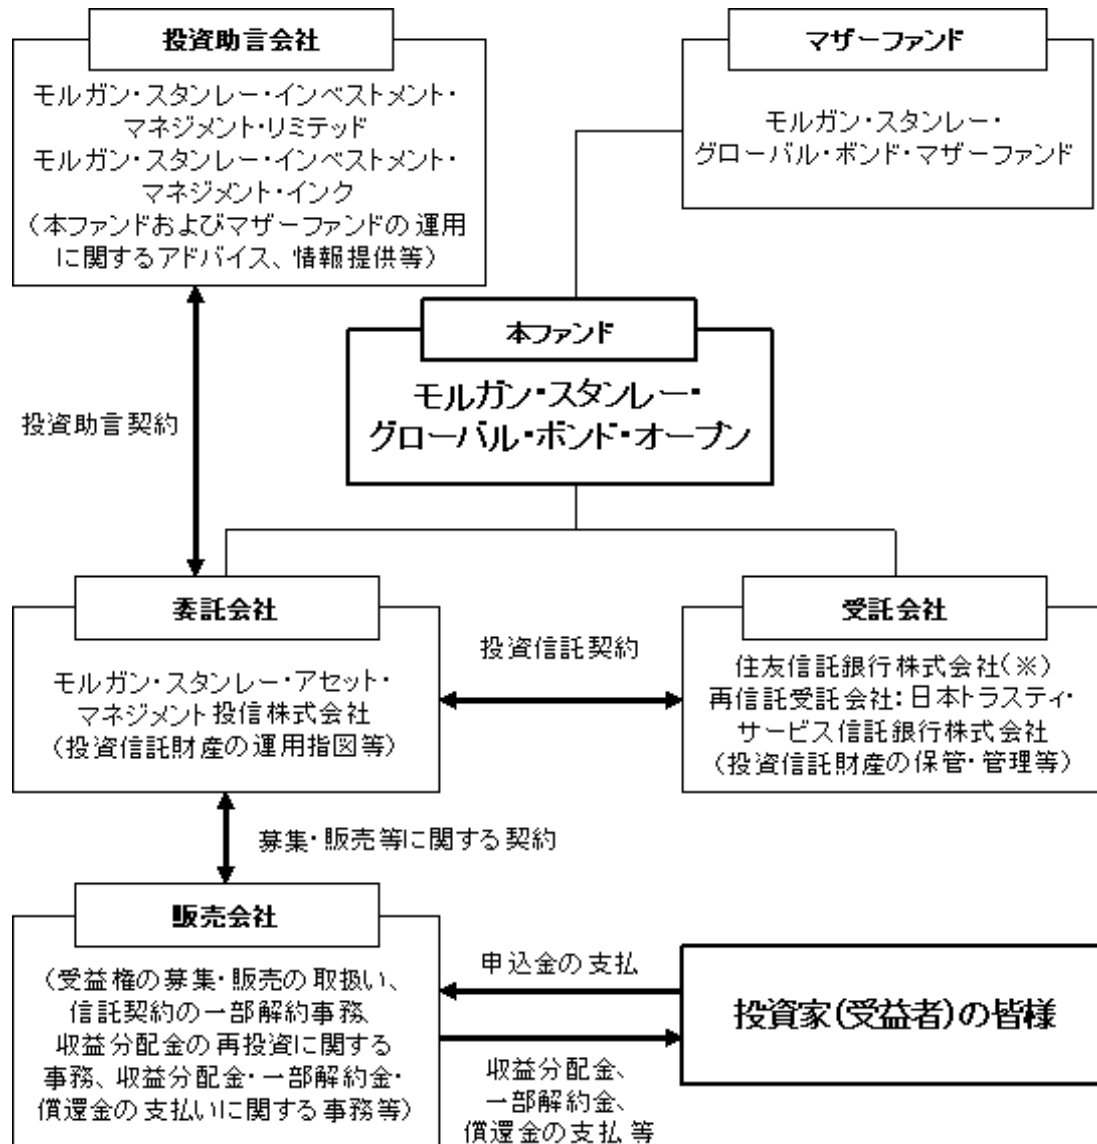 投資助言会社
モルガン・スタンレー・インベストメント・
マネジメント・リミテッド
モルガン・スタンレー・インベストメント・
マネジメント・インク
(本ファンドおよびマザーファンドの運用
に関するアドバイス、情報提供等)
マザーファンド
モルガン・スタンレー・
グローバル・ボンド・マザーファンド
本ファンド
モルガン・スタンレー・
グローバル・ボンド・オープン
投資助言契約
委託会社
モルガン・スタンレー・アセット・
マネジメント投信株式会社
(投資信託財産の運用指図等)
投資信託契約
受託会社
住友信託銀行株式会社(※)
再信託受託会社:日本トラスティ・
サービス信託銀行株式会社
(投資信託財産の保管・管理等)
募集・販売等に関する契約
販売会社
(受益権の募集・販売の取扱い、
信託契約の一部解約事務、
収益分配金の再投資に関する
事務、収益分配金・一部解約金・
償還金の支払いに関する事務等)
申込金の支払
収益分配金、
一部解約金、
償還金の支払等
投資家(受益者)の皆様